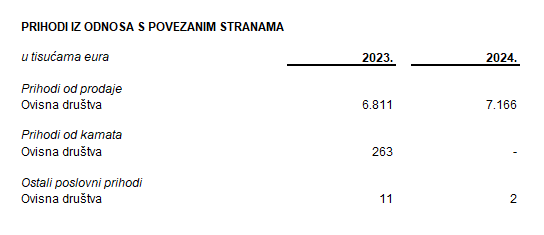 PRIHODI IZ ODNOSA S POVEZANIM STRANAMA
u tisućama eura 2023. 2024.
Prihodi od prodaje
Ovisna društva 6.811 7.166
Prihodi od kamata
Ovisna društva 263 -
Ostali poslovni prihodi
Ovisna društva 11 2